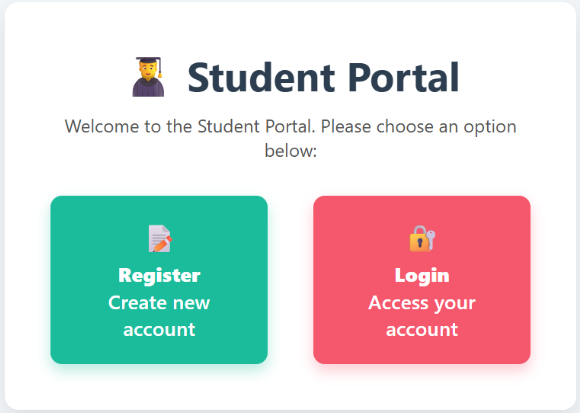 Student Portal
Welcome to the Student Portal. Please choose an option
below:
Register
Create new
account
Login
Access your
account